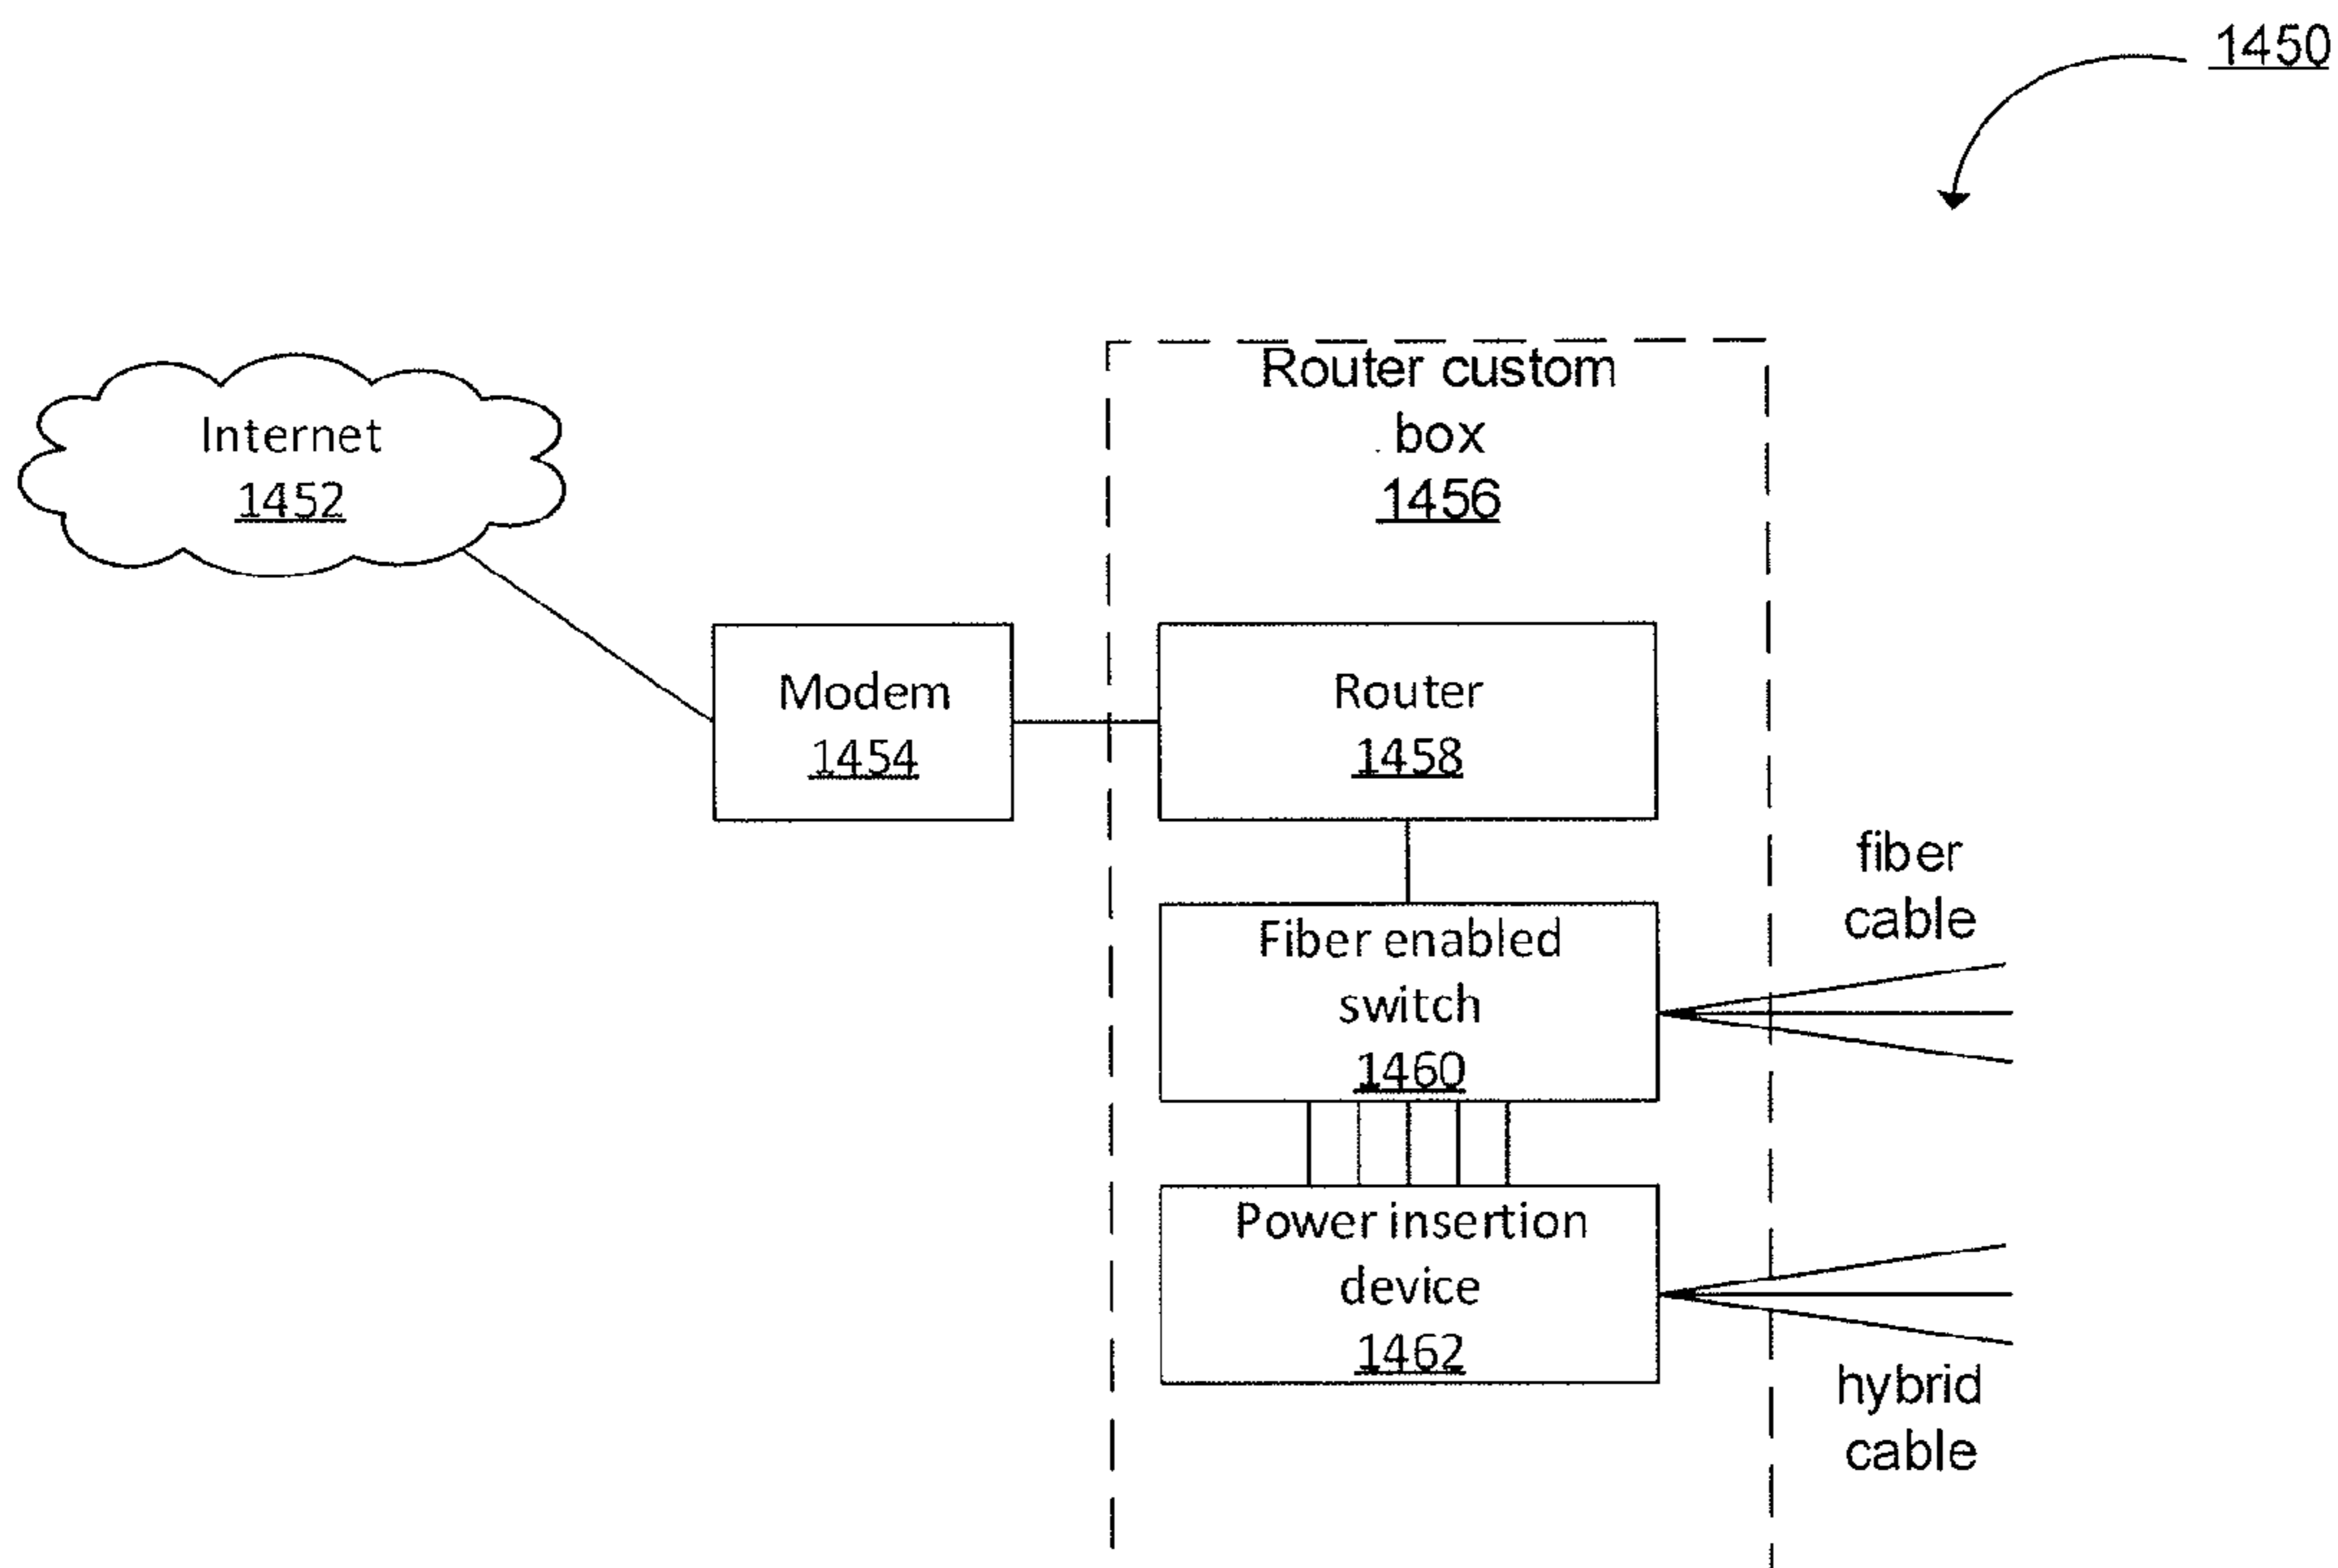 1450
Internet
1452
Router custom
box
1456
Modem
1454
Router
1458
fiber
cable
Fiber enabled
switch
1460
Power insertion
device
1462
hybrid
cable